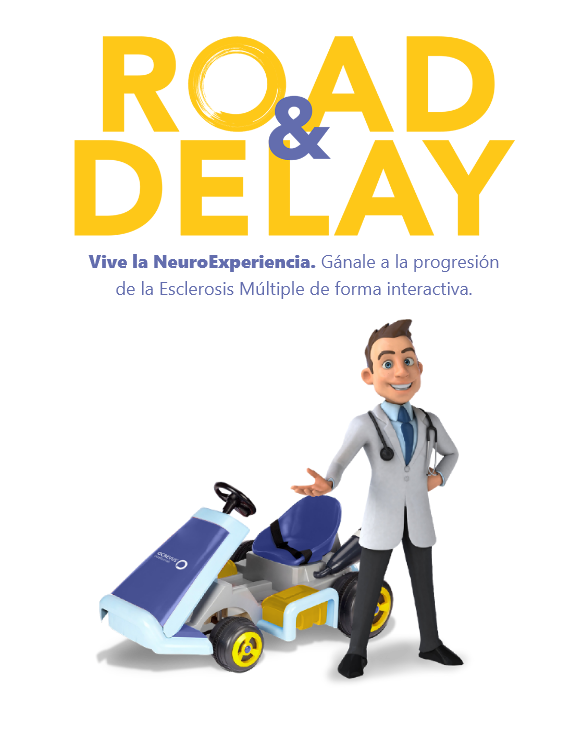 ROAD
&
DELAY
Vive la NeuroExperiencia. Gánale a la progresión
de la Esclerosis Múltiple de forma interactiva.